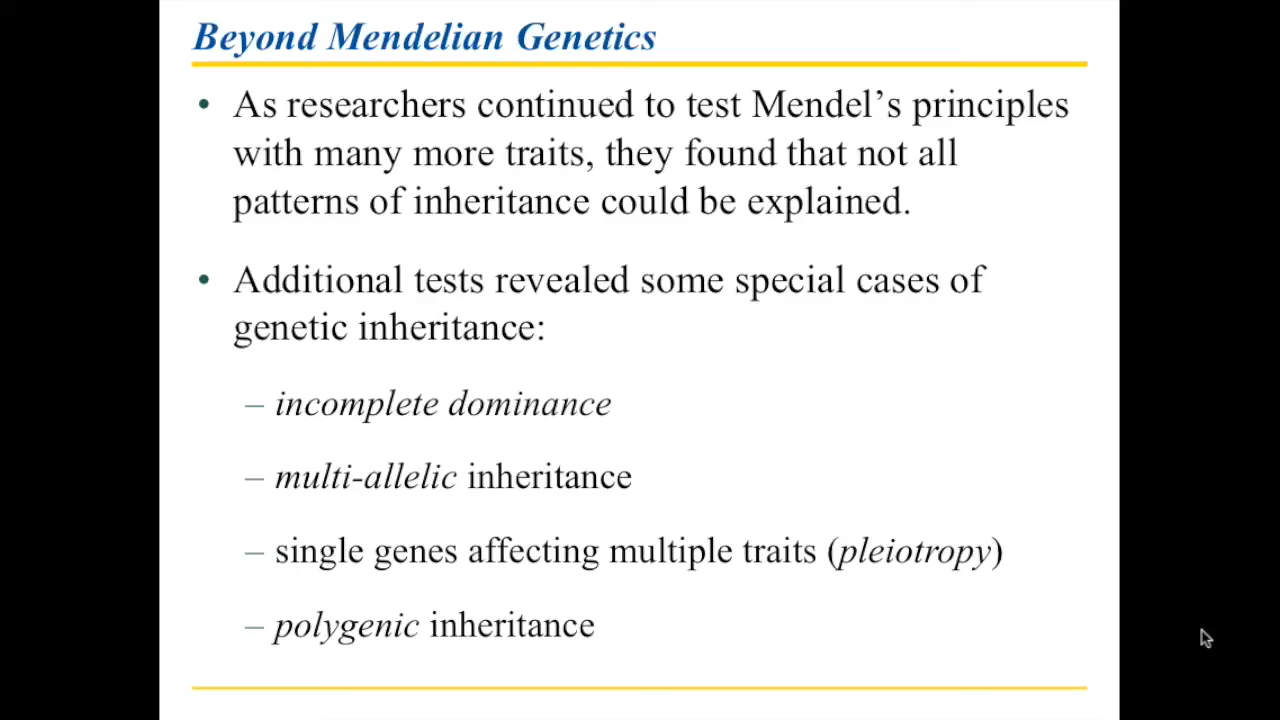 Beyond Mendelian Genetics
• As researchers continued to test Mendel’s principles
with many more traits, they found that not all
patterns of inheritance could be explained.
• Additional tests revealed some special cases of
genetic inheritance:
– incomplete dominance
– multi-allelic inheritance
– single genes affecting multiple traits (pleiotropy)
– polygenic inheritance